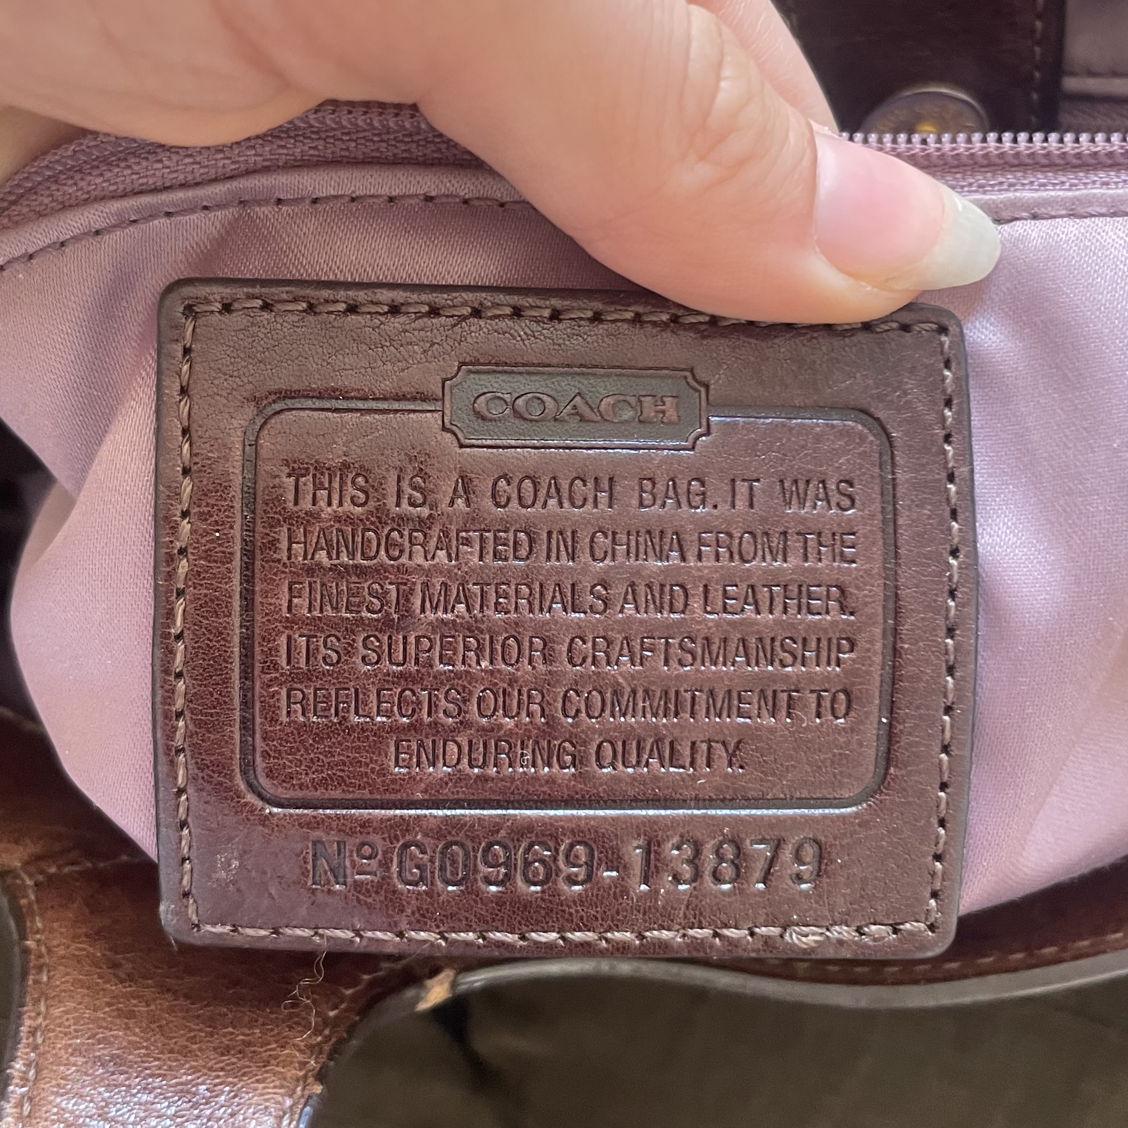 COACH
THIS IS A COACH BAG. IT WAS
HANDCRAFTED IN CHINA FROM THE
FINEST MATERIALS AND LEATHER.
ITS SUPERIOR CRAFTSMANSHIP
REFLECTS OUR COMMITMENT TO
ENDURING QUALITY.
Nº G0969-13879